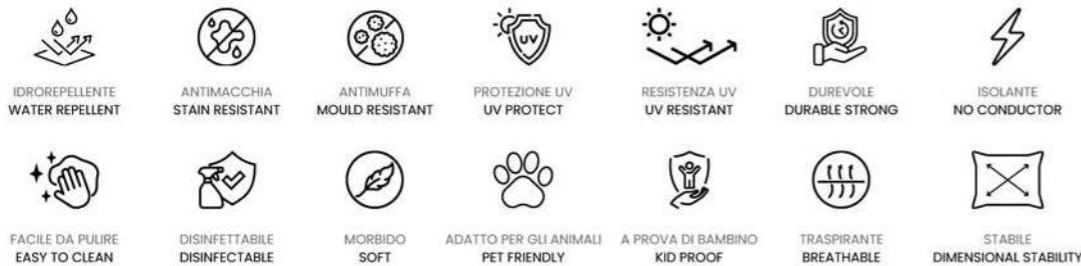 IDROREPELLENTE
WATER REPELLENT
ANTIMACCHIA
STAIN RESISTANT
ANTIMUFFA
MOULD RESISTANT
PROTEZIONE UV
UV PROTECT
RESISTENZA UV
UV RESISTANT
DUREVOLE
DURABLE STRONG
ISOLANTE
NO CONDUCTOR
UV
FACILE DA PULIRE
EASY TO CLEAN
DISINFETTABILE
DISINFECTABLE
MORBIDO
SOFT
ADATTO PER GLI ANIMALI
PET FRIENDLY
A PROVA DI BAMBINO
KID PROOF
TRASPIRANTE
BREATHABLE
STABILE
DIMENSIONAL STABILITY